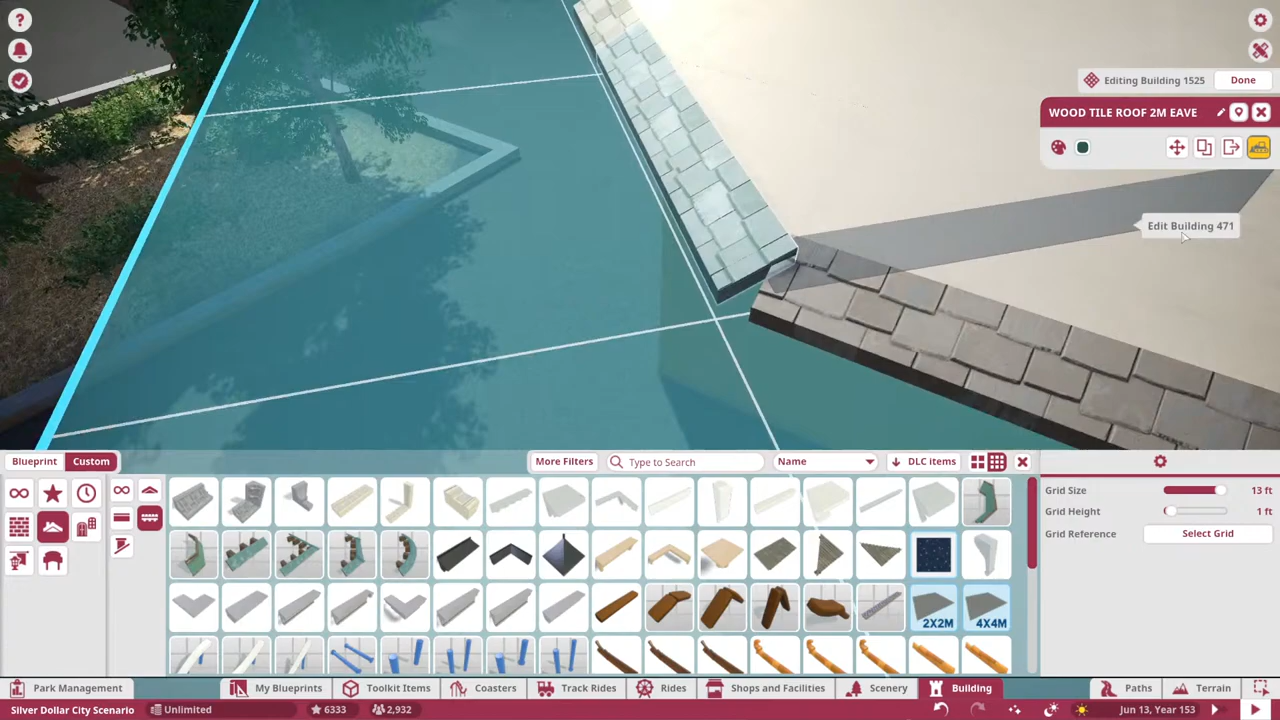 ?
Editing Building 1525
Done
WOOD TILE ROOF 2M EAVE
Edit Building 471
Blueprint
Custom
More Filters
Type to Search
Name
DLC items
Grid Size
13 ft
Grid Height
1 ft
Grid Reference
Select Grid
2X2M
4X4M
Park Management
My Blueprints
Toolkit Items
Coasters
Track Rides
Rides
Shops and Facilities
Scenery
Building
Paths
Terrain
Silver Dollar City Scenario
Unlimited
6333
2,932
Jun 13, Year 153